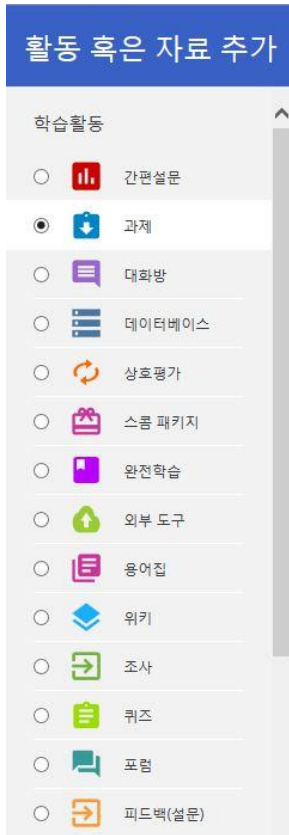 활동 혹은 자료 추가
학습활동
간편설문
과제
대화방
데이터베이스
상호평가
스콤 패키지
완전학습
외부 도구
용어집
위키
조사
퀴즈
포럼
피드백(설문)